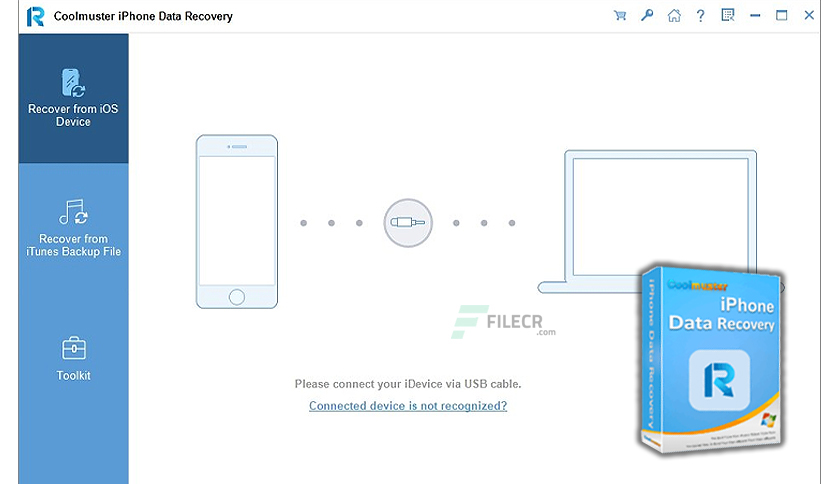 Coolmuster iPhone Data Recovery
Recover from iOS
Device
Recover from
iTunes Backup File
Toolkit
FILECR
.com
Please connect your iDevice via USB cable.
Connected device is not recognized?
Coolmuster
iPhone
Data Recovery
iPhone Data Recovery
Coolmuster